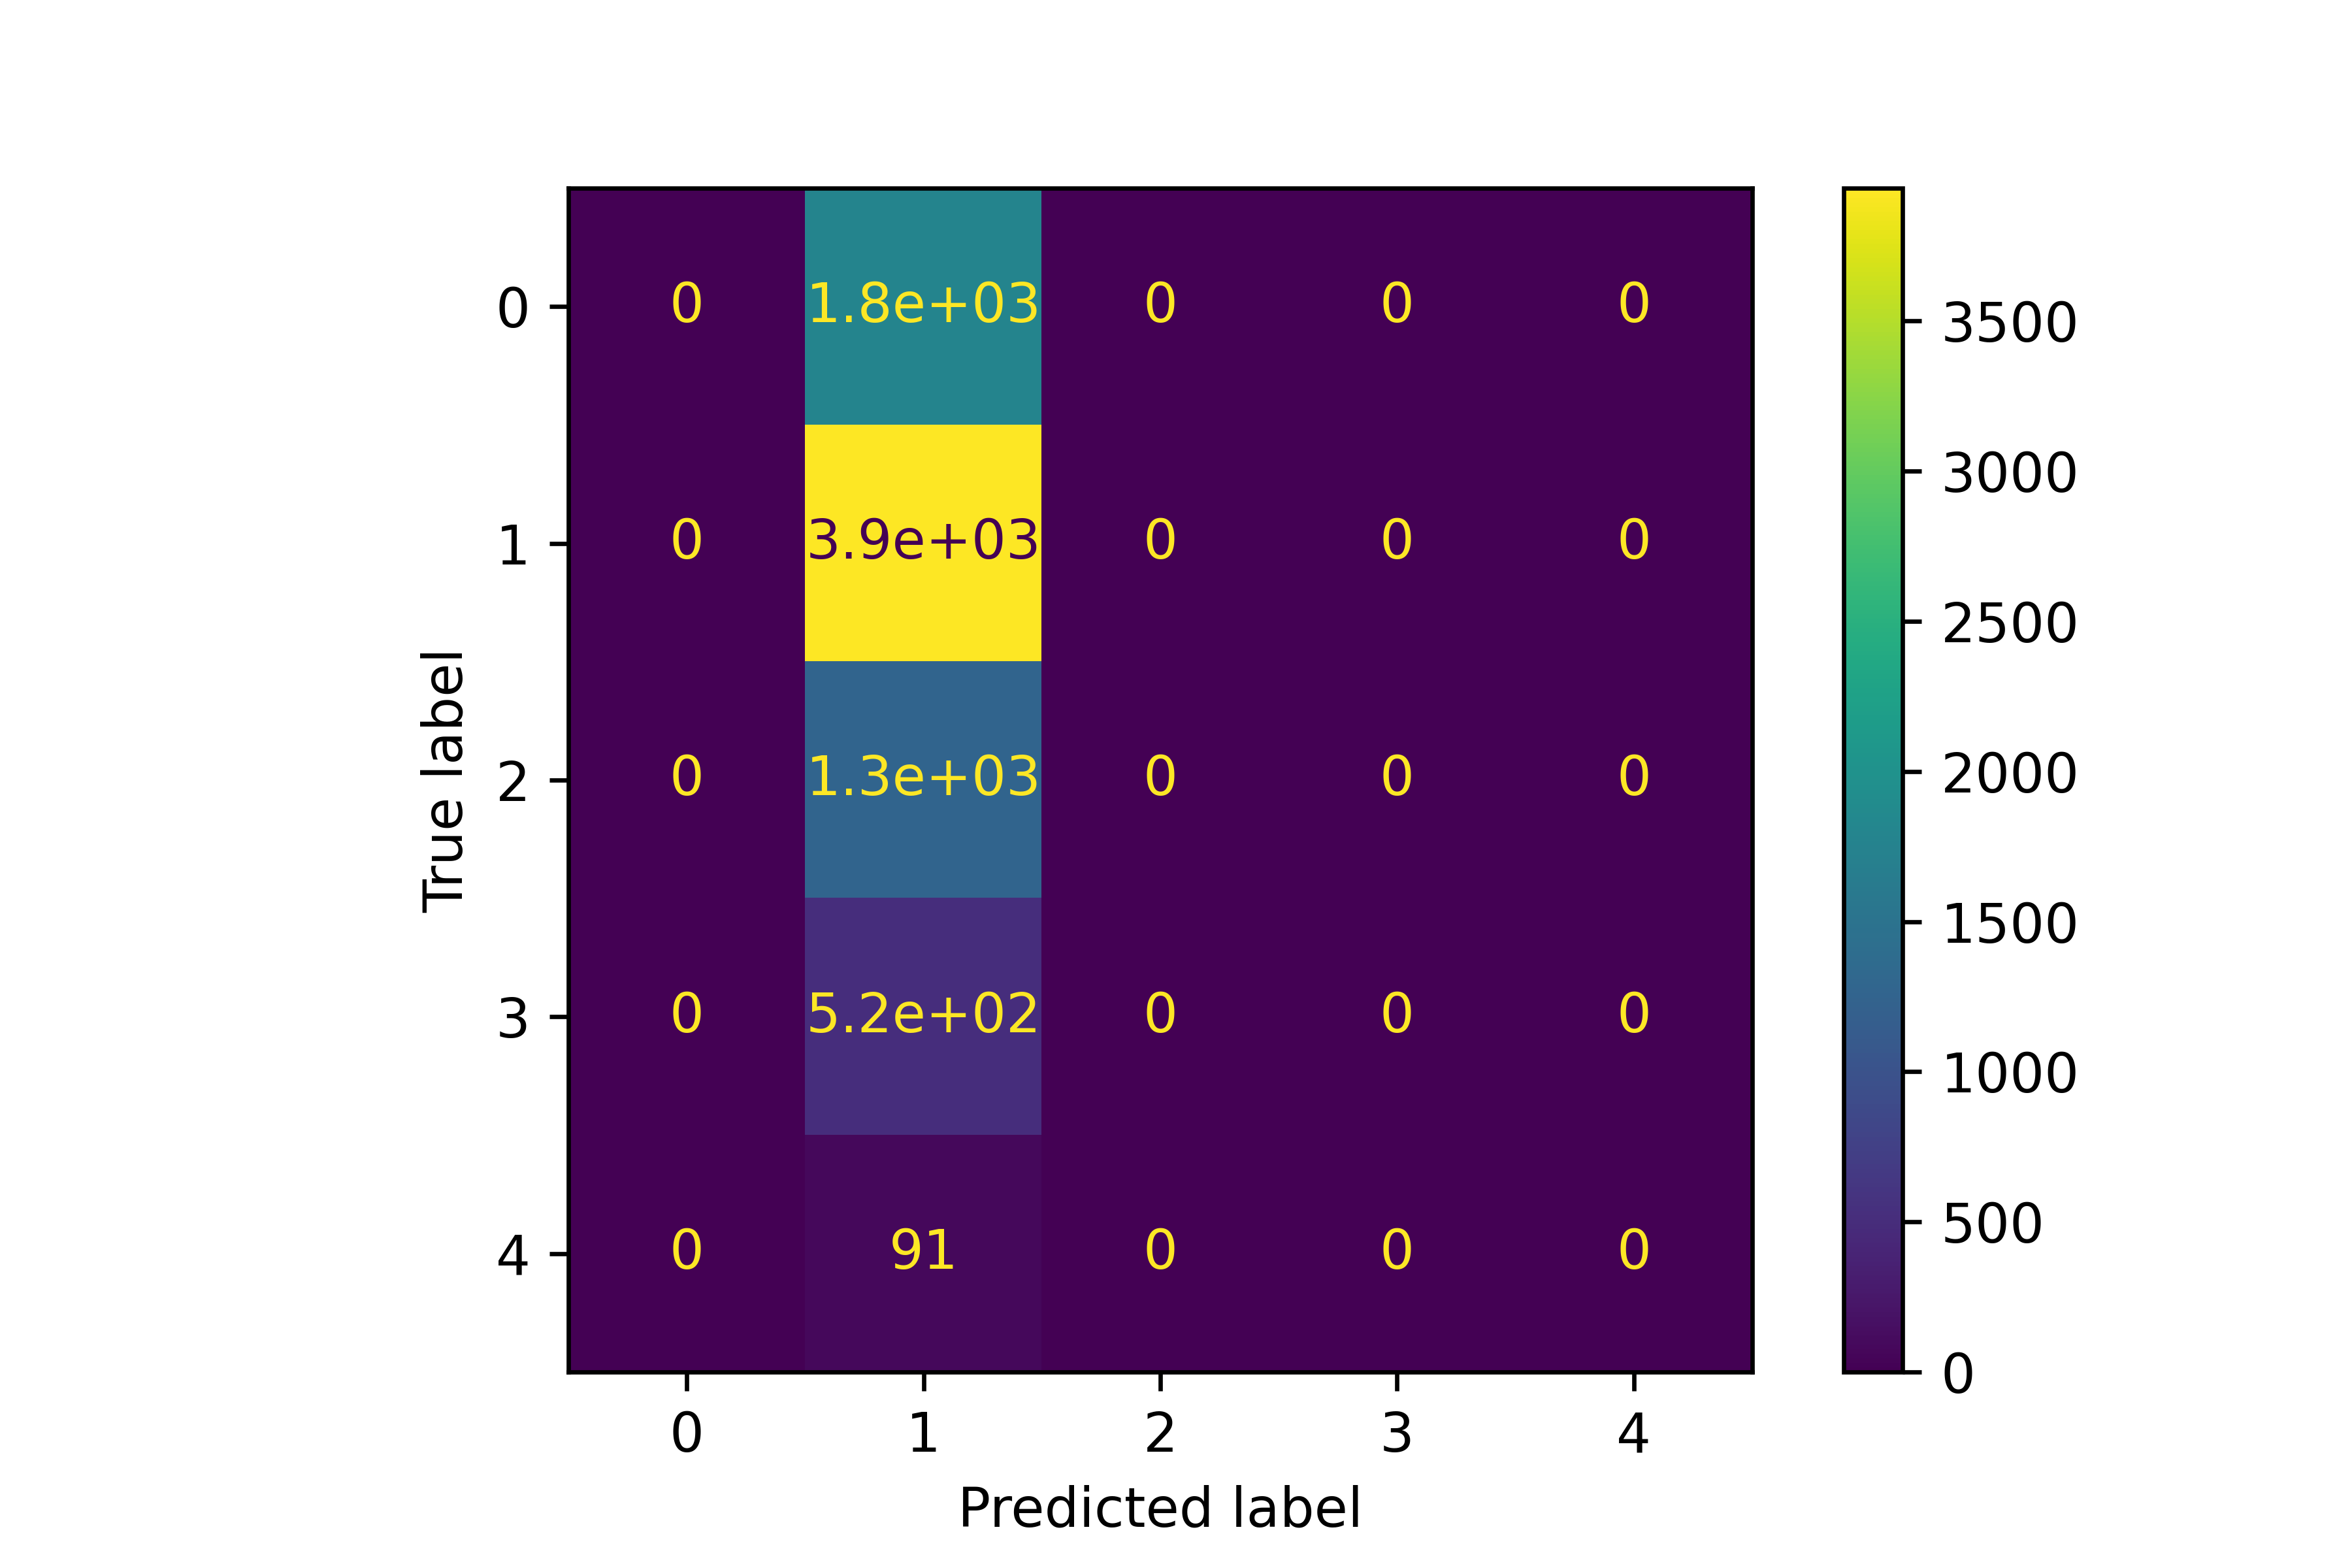 0 0 1.8e+03 0 0 0
1 0 3.9e+03 0 0 0
2 0 1.3e+03 0 0 0
3 0 5.2e+02 0 0 0
4 0 91 0 0 0
0 1 2 3 4
Predicted label
True label
3500
3000
2500
2000
1500
1000
500
0